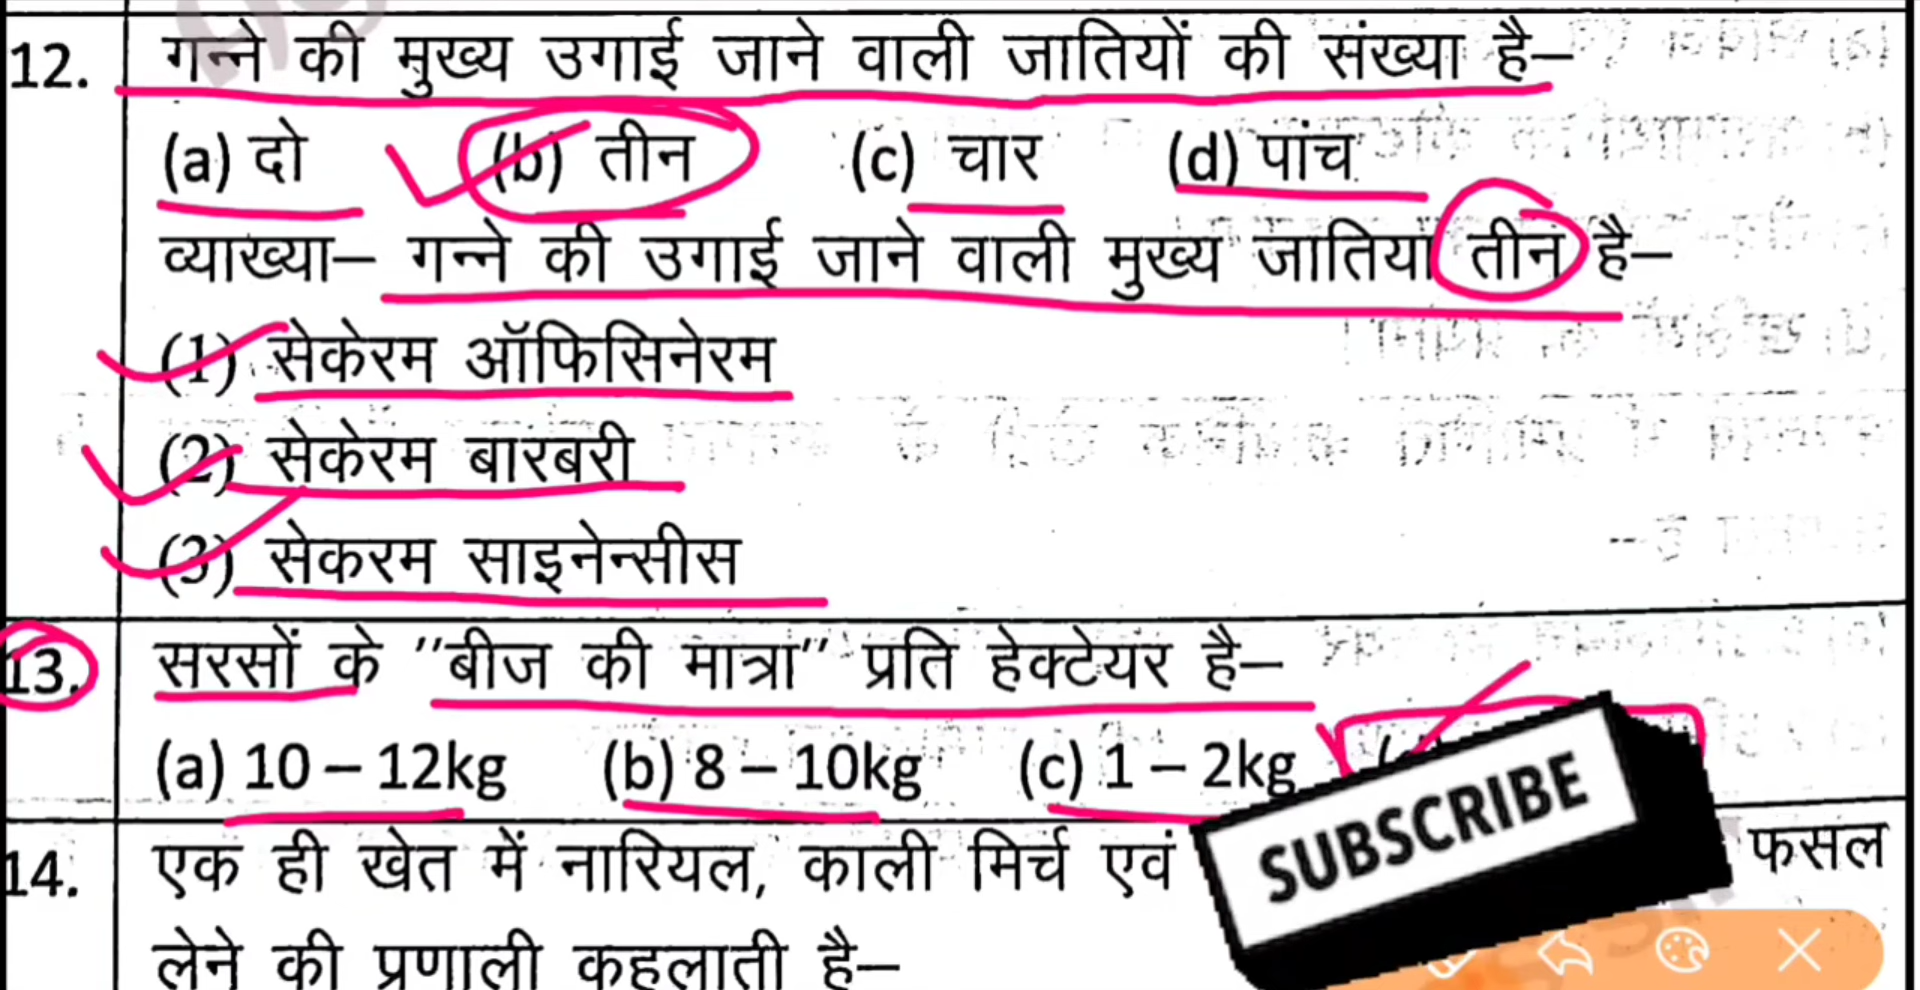 12. गन्ने की मुख्य उगाई जाने वाली जातियों की संख्या है–
(a) दो (b) तीन (c) चार (d) पांच
व्याख्या– गन्ने की उगाई जाने वाली मुख्य जातियां तीन है–
(1) सेकेरम ऑफिसिनेरम
(2) सेकेरम बारबरी
(3) सेकरम साइनेन्सीस
13. सरसों के "बीज की मात्रा" प्रति हेक्टेयर है–
(a) 10 – 12kg (b) 8 – 10kg (c) 1 – 2kg
14. एक ही खेत में नारियल, काली मिर्च एवं फसल
लेने की प्रणाली कहलाती है–
SUBSCRIBE